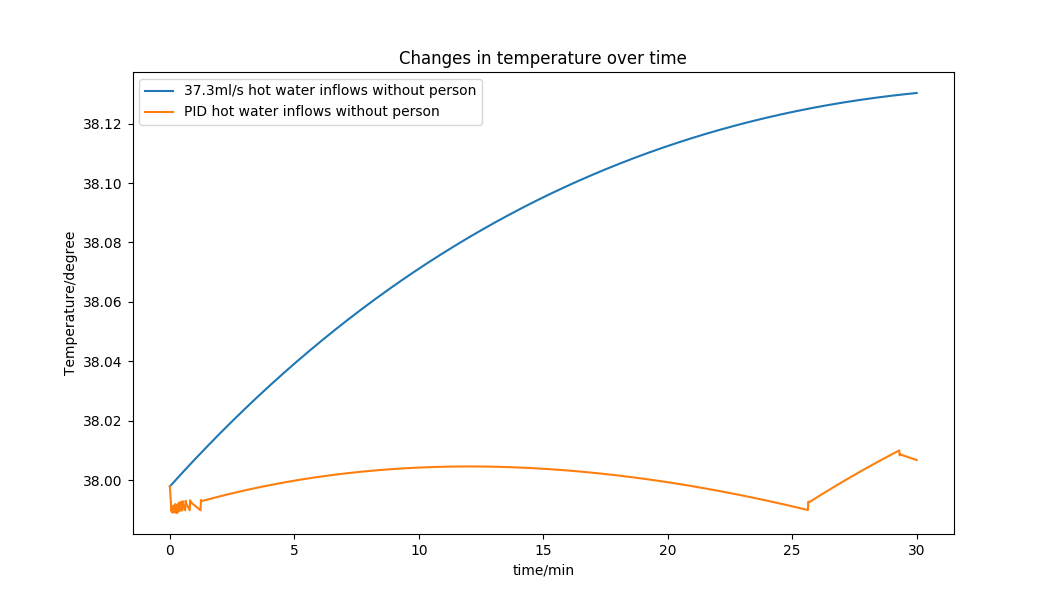 Changes in temperature over time
37.3ml/s hot water inflows without person
PID hot water inflows without person
Temperature/degree
38.12
38.10
38.08
38.06
38.04
38.02
38.00
0 5 10 15 20 25 30
time/min